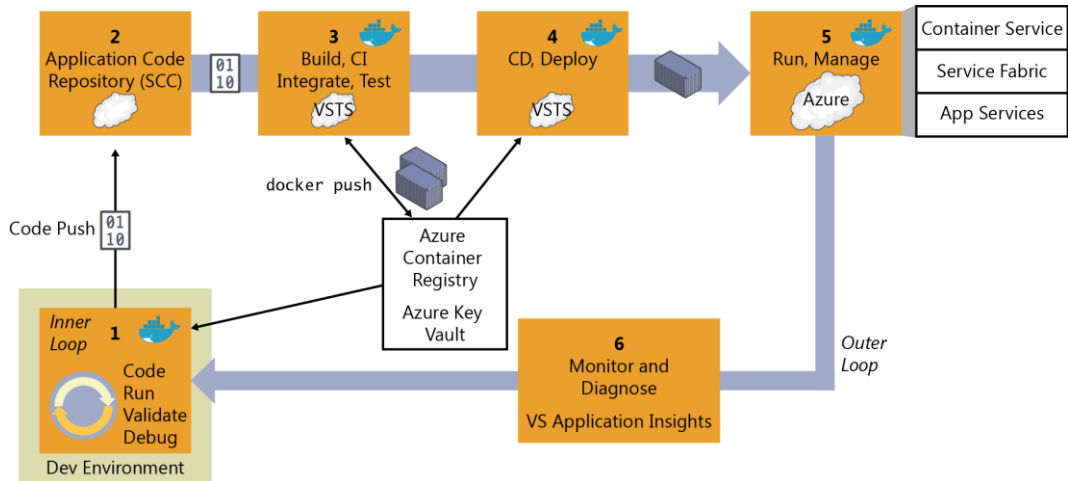 2
Application Code
Repository (SCC)
01
10
3
Build, CI
Integrate, Test
VSTS
4
CD, Deploy
VSTS
5
Run, Manage
Azure
Container Service
Service Fabric
App Services
docker push
Code Push
01
10
Azure
Container
Registry
Azure Key
Vault
Inner
Loop
1
Code
Run
Validate
Debug
Dev Environment
6
Monitor and
Diagnose
VS Application Insights
Outer
Loop